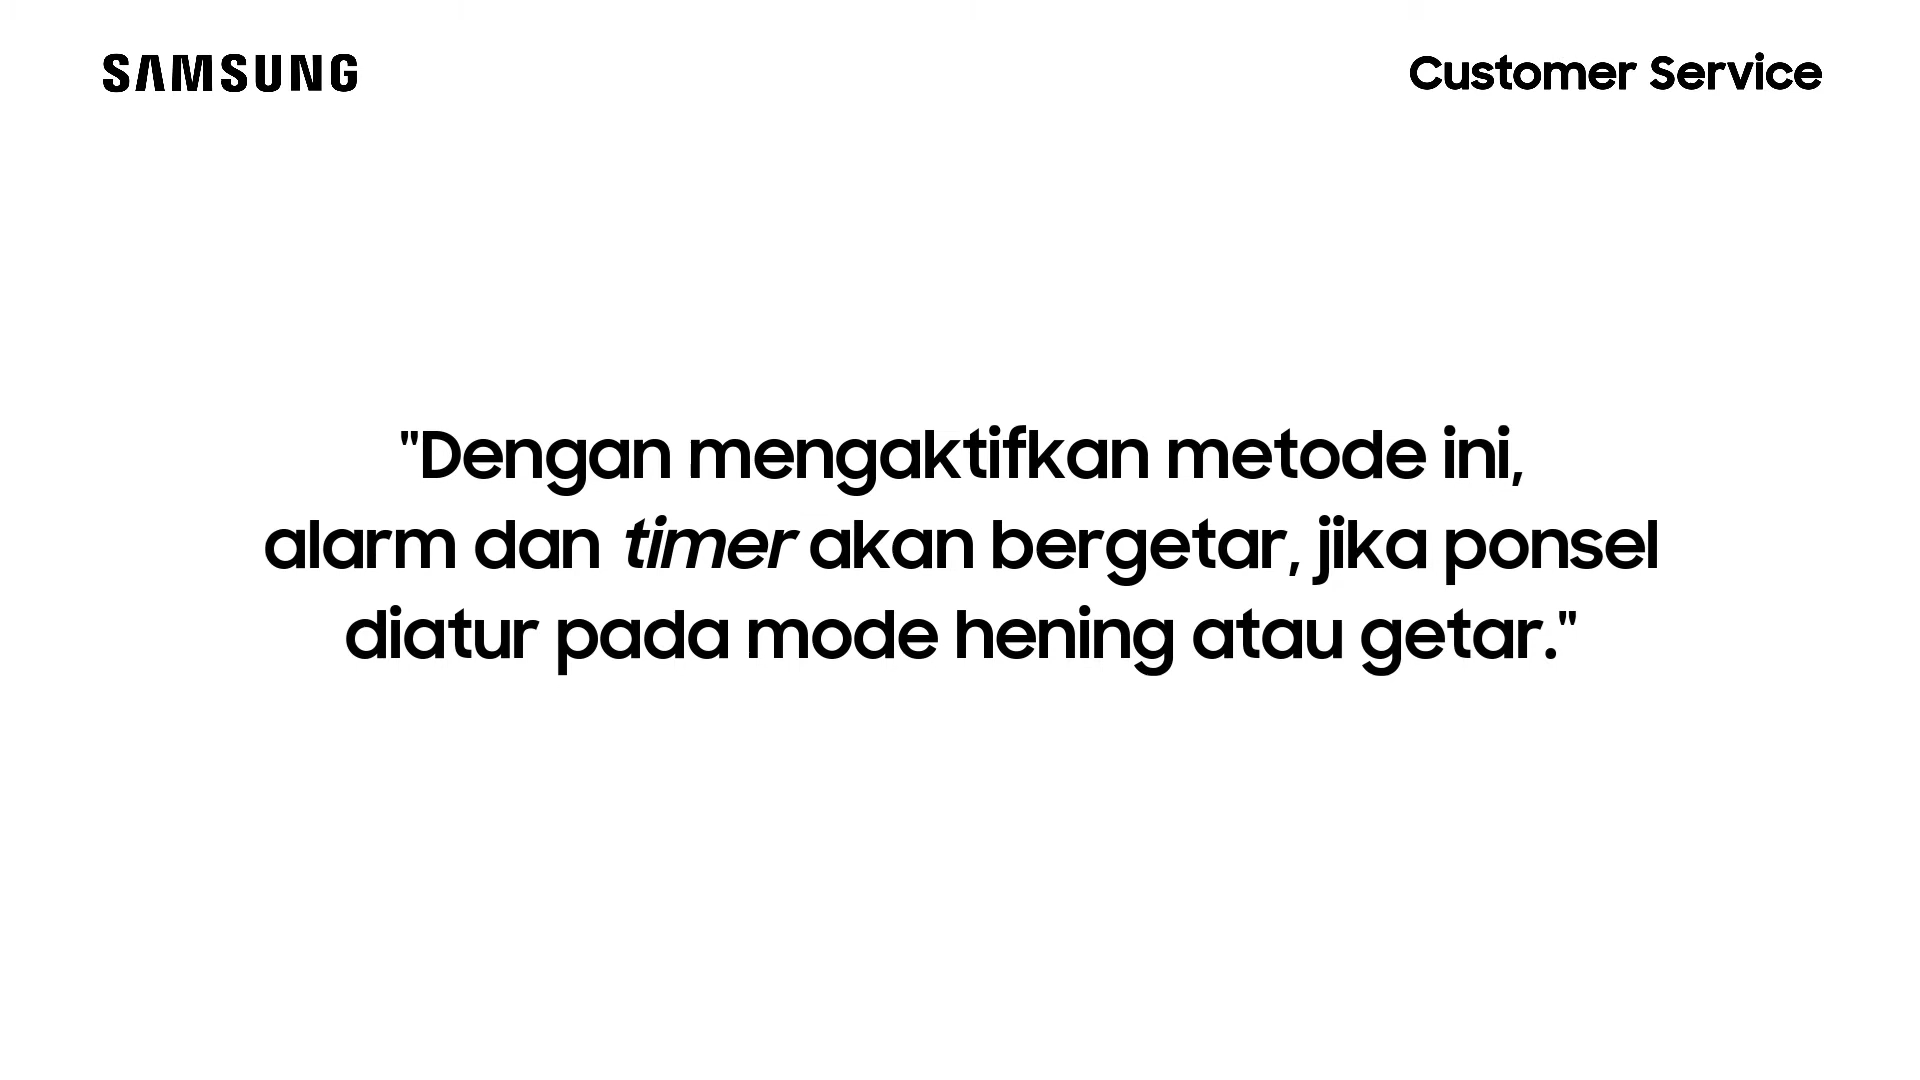 SAMSUNG
Customer Service
"Dengan mengaktifkan metode ini,
alarm dan timer akan bergetar, jika ponsel
diatur pada mode hening atau getar."